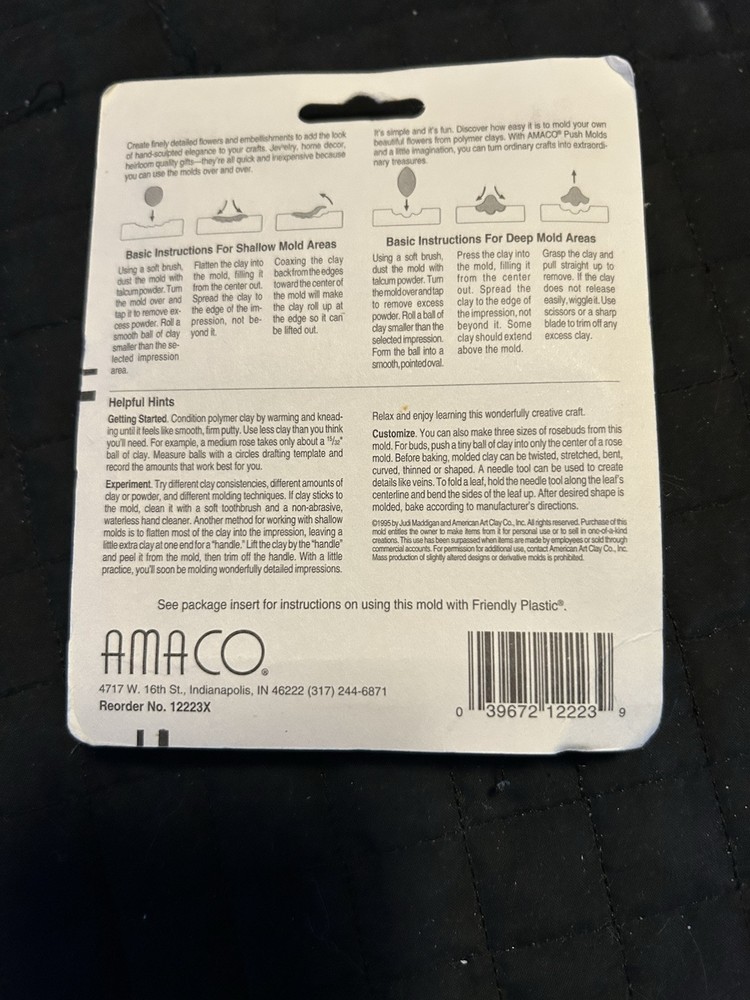 Create finely detailed flowers and embellishments to add the look
of hand-sculpted elegance to your crafts. Jewelry, home decor,
heirloom quality gifts—they're all quick and inexpensive because
you can use the molds over and over.
It's simple and it's fun. Discover how easy it is to mold your own
beautiful flowers from polymer clays. With AMACO® Push Molds
and a little imagination, you can turn ordinary crafts into extraordi-
nary treasures.
Basic Instructions For Shallow Mold Areas
Using a soft brush,
dust the mold with
talcum powder. Turn
the mold over and
tap it to remove ex-
cess powder. Roll a
smooth ball of clay
smaller than the se-
lected impression
area.
Flatten the clay into
the mold, filling it
from the center out.
Spread the clay to
the edge of the im-
pression, not be-
yond it.
Coaxing the clay
back from the edges
toward the center of
the mold will make
the clay roll up at
the edge so it can
be lifted out.
Basic Instructions For Deep Mold Areas
Using a soft brush,
dust the mold with
talcum powder. Turn
the mold over and tap
to remove excess
powder. Roll a ball of
clay smaller than the
selected impression.
Form the ball into a
smooth, pointed oval.
Press the clay into
the mold, filling it
from the center
out. Spread the
clay to the edge of
the impression, not
beyond it. Some
clay should extend
above the mold.
Grasp the clay and
pull straight up to
remove. If the clay
does not release
easily, wiggle it. Use
scissors or a sharp
blade to trim off any
excess clay.
Helpful Hints
Getting Started. Condition polymer clay by warming and knead-
ing until it feels like smooth, firm putty. Use less clay than you think
you'll need. For example, a medium rose takes only about a 15/32"
ball of clay. Measure balls with a circles drafting template and
record the amounts that work best for you.
Experiment. Try different clay consistencies, different amounts of
clay or powder, and different molding techniques. If clay sticks to
the mold, clean it with a soft toothbrush and a non-abrasive,
waterless hand cleaner. Another method for working with shallow
molds is to flatten most of the clay into the impression, leaving a
little extra clay at one end for a "handle." Lift the clay by the "handle"
and peel it from the mold, then trim off the handle. With a little
practice, you'll soon be molding wonderfully detailed impressions.
Relax and enjoy learning this wonderfully creative craft.
Customize. You can also make three sizes of rosebuds from this
mold. For buds, push a tiny ball of clay into only the center of a rose
mold. Before baking, molded clay can be twisted, stretched, bent,
curved, thinned or shaped. A needle tool can be used to create
details like veins. To fold a leaf, hold the needle tool along the leaf's
centerline and bend the sides of the leaf up. After desired shape is
molded, bake according to manufacturer's directions.
©1995 by Judi Maddigan and American Art Clay Co., Inc. All rights reserved. Purchase of this
mold entitles the owner to make items from it for personal use or to sell in one-of-a-kind
creations. This use has been surpassed when items are made by employees or sold through
commercial accounts. For permission for additional use, contact American Art Clay Co., Inc.
Mass production of slightly altered designs or derivative molds is prohibited.
See package insert for instructions on using this mold with Friendly Plastic®.
AMACO®
4717 W. 16th St., Indianapolis, IN 46222 (317) 244-6871
Reorder No. 12223X
0 39672 12223 9